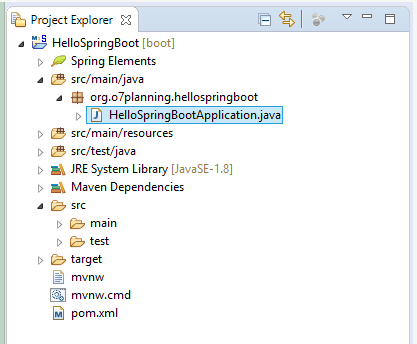 Project Explorer
HelloSpringBoot [boot]
Spring Elements
src/main/java
org.o7planning.hellospringboot
HelloSpringBootApplication.java
src/main/resources
src/test/java
JRE System Library [JavaSE-1.8]
Maven Dependencies
src
main
test
target
mvnw
mvnw.cmd
pom.xml